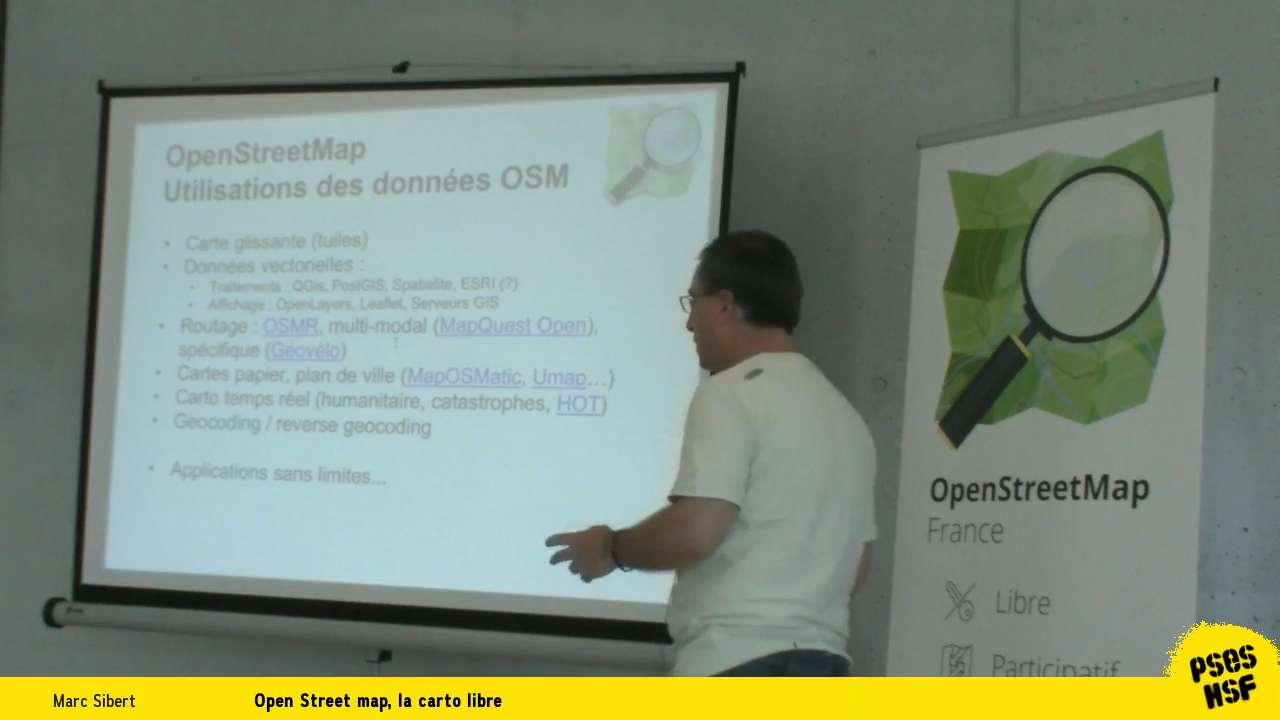 OpenStreetMap
Utilisations des données OSM
• Carte glissante (tuiles)
• Données vectorielles :
• Traitements : QGis, PostGIS, Spatialite, ESRI (?)
• Affichage : OpenLayers, Leaflet, Serveurs GIS
• Routage : OSMR, multi-modal (MapQuest Open),
spécifique (Géovélo)
• Cartes papier, plan de ville (MapOSMatic, Umap…)
• Carto temps réel (humanitaire, catastrophes, HOT)
• Geocoding / reverse geocoding
• Applications sans limites...
OpenStreetMap
France
Libre
Participatif
Marc Sibert
Open Street map, la carto libre
PSES
HSF